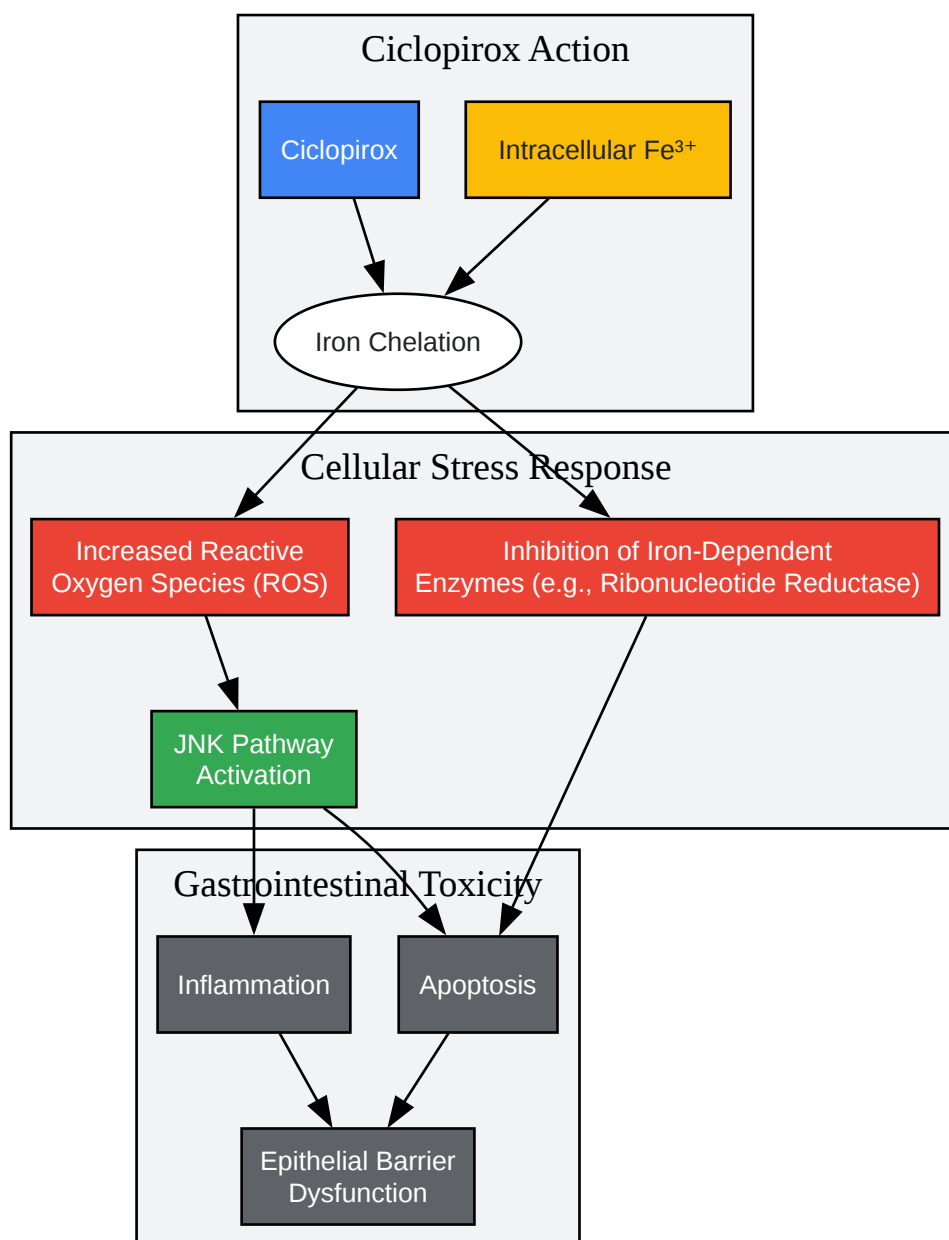 Ciclopirox Action
Ciclopirox
Intracellular Fe³⁺
Iron Chelation
Cellular Stress Response
Increased Reactive
Oxygen Species (ROS)
Inhibition of Iron-Dependent
Enzymes (e.g., Ribonucleotide Reductase)
JNK Pathway
Activation
Gastrointestinal Toxicity
Inflammation
Apoptosis
Epithelial Barrier
Dysfunction